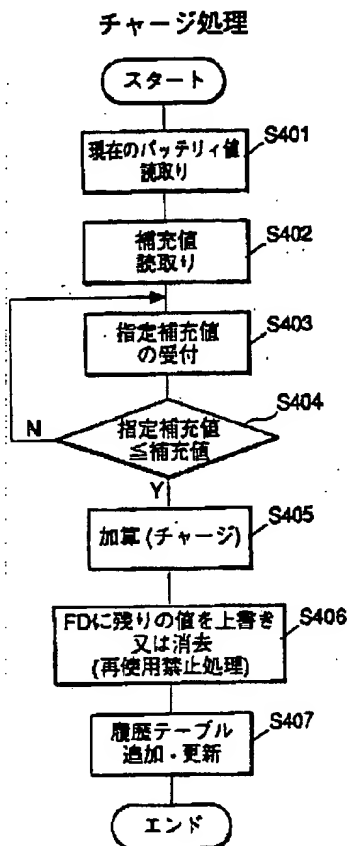 チャージ処理
スタート
現在のバッテリィ値
読取り
S401
補充値
読取り
S402
指定補充値
の受付
S403
指定補充値
≦補充値
S404
N
Y
加算(チャージ)
S405
FDに残りの値を上書き
又は消去
(再使用禁止処理)
S406
履歴テーブル
追加・更新
S407
エンド